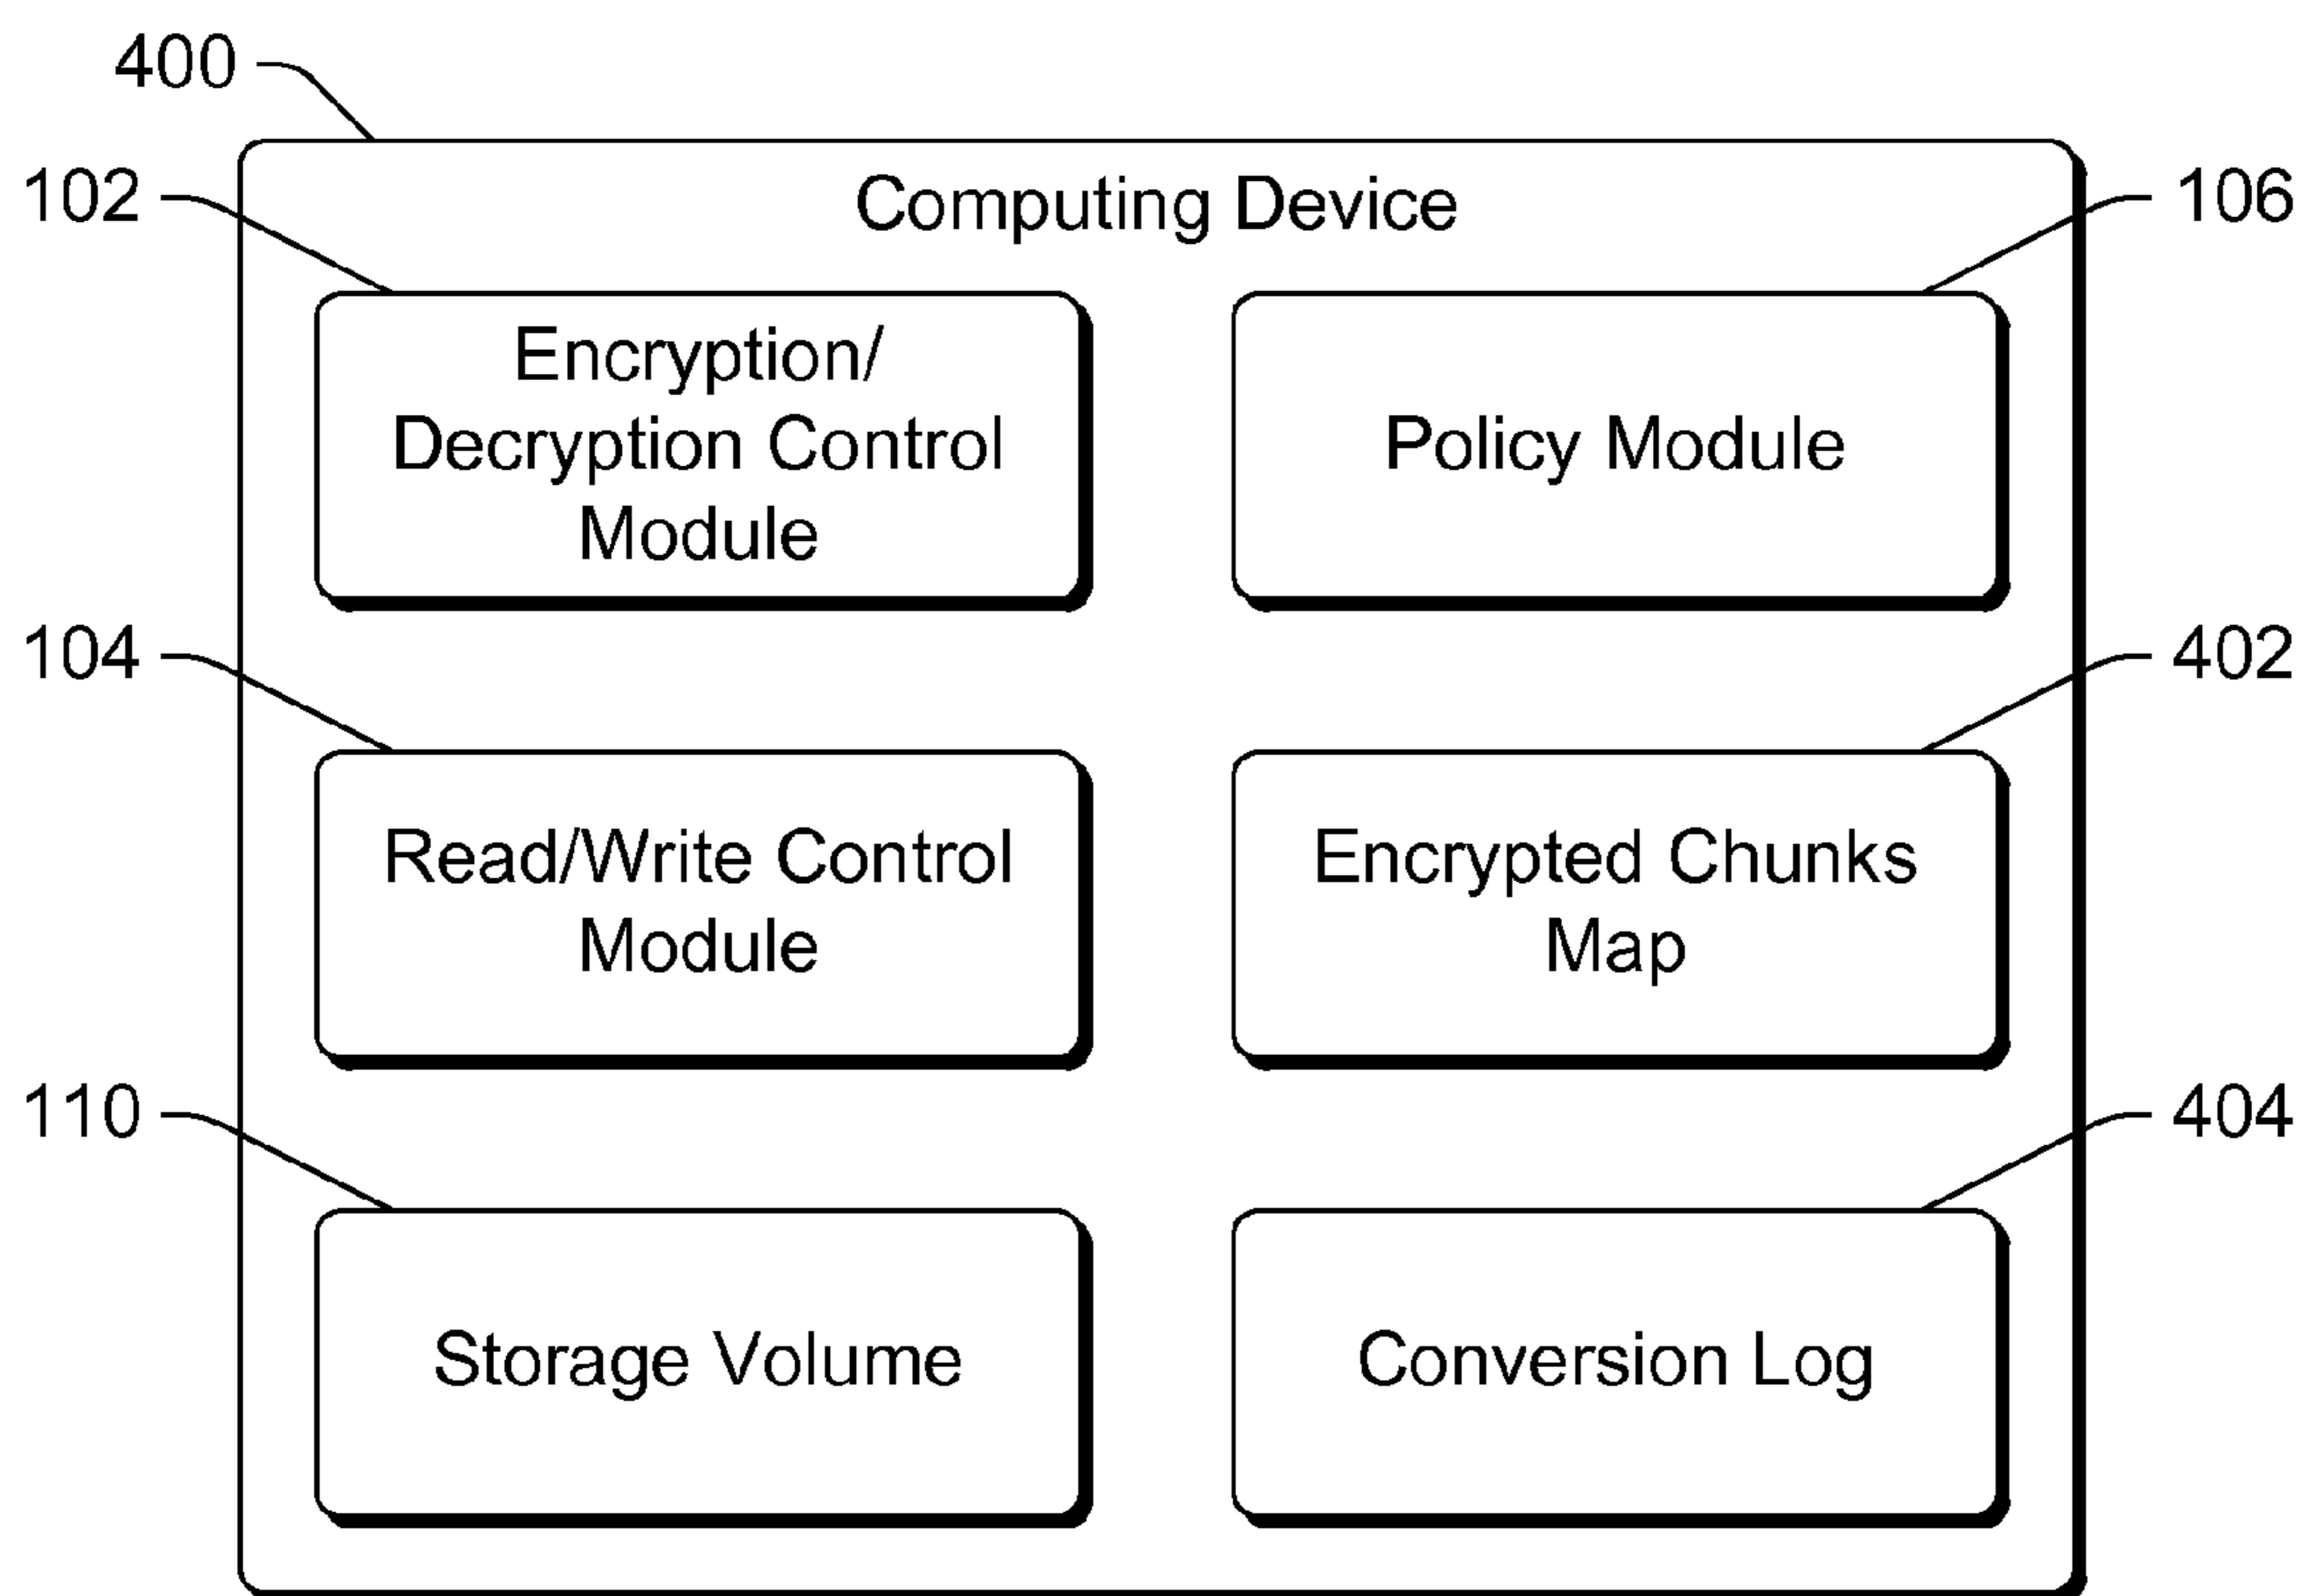 400
Computing Device
102
106
Encryption/
Decryption Control
Module
Policy Module
104
402
Read/Write Control
Module
Encrypted Chunks
Map
110
404
Storage Volume
Conversion Log